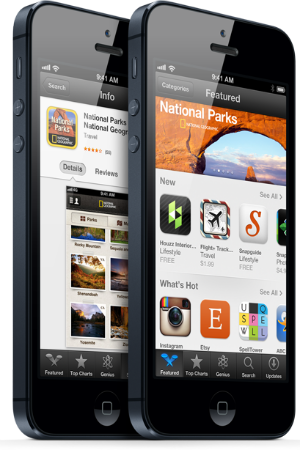 9:41 AM
Search
Info
National Parks
National Parks
National Geogr
Travel
(60)
Details
Reviews
Parks
Rocky Mountain
Shenandoah
Yosemite
Featured
Top Charts
Genius
9:41 AM
Categories
Featured
National Parks
NATIONAL GEOGRAPHIC
New
See All >
Houzz Interior...
Lifestyle
FREE
Flight+ Track...
Travel
$1.99
Snapguide
Lifestyle
FREE
What's Hot
See All >
E
U Q
S P
E L L
Instagram
Etsy
SpellTower
ABC
Featured
Top Charts
Genius
Search
Updates